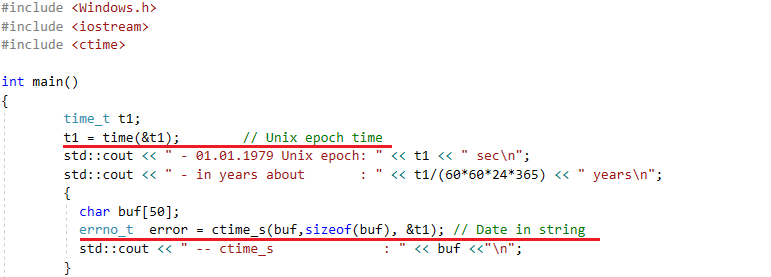 #include <Windows.h>
#include <iostream>
#include <ctime>
int main()
{
time_t t1;
t1 = time(&t1); // Unix epoch time
std::cout << " - 01.01.1979 Unix epoch: " << t1 << " sec\n";
std::cout << " - in years about : " << t1/(60*60*24*365) << " years\n";
{
char buf[50];
errno_t error = ctime_s(buf,sizeof(buf), &t1); // Date in string
std::cout << " -- ctime_s : " << buf <<"\n";
}